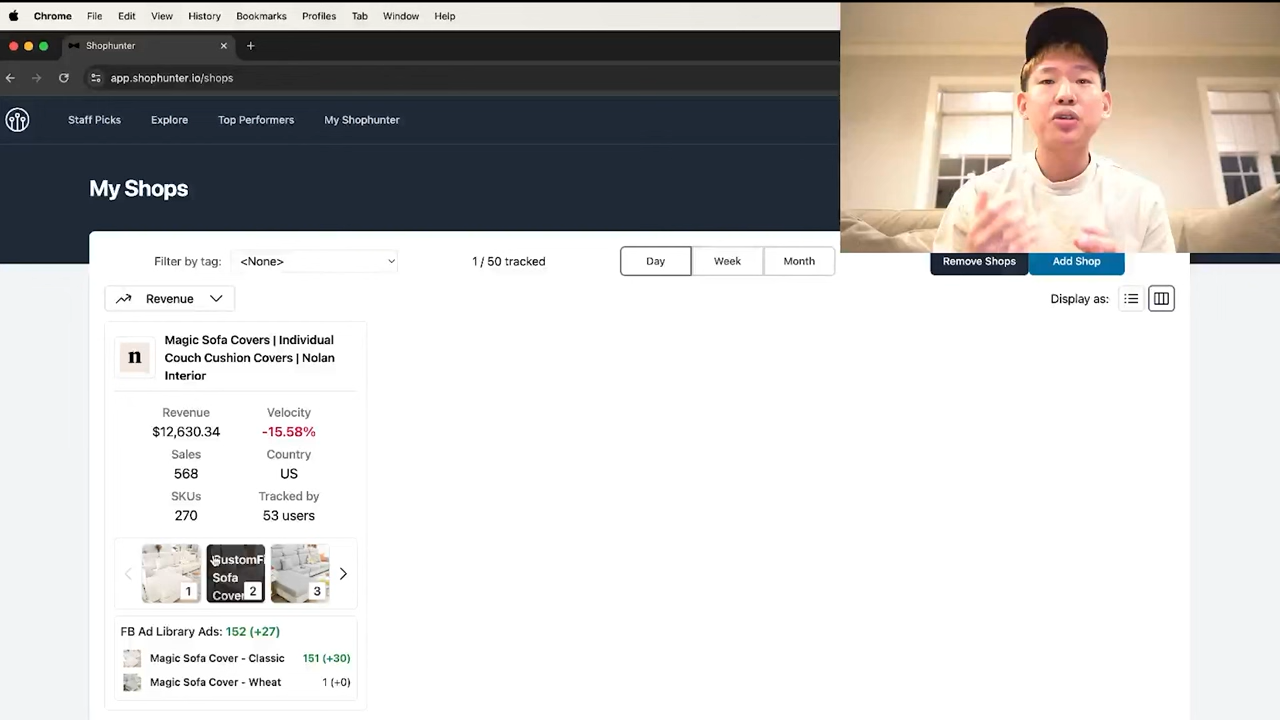 Chrome File Edit View History Bookmarks Profiles Tab Window Help
Shophunter
app.shophunter.io/shops
Staff Picks Explore Top Performers My Shophunter
My Shops
Filter by tag: <None> 1 / 50 tracked Day Week Month Remove Shops Add Shop
Revenue Display as:
n
Magic Sofa Covers | Individual
Couch Cushion Covers | Nolan
Interior
Revenue Velocity
$12,630.34 -15.58%
Sales Country
568 US
SKUs Tracked by
270 53 users
Sofa
1 2 3
FB Ad Library Ads: 152 (+27)
Magic Sofa Cover - Classic 151 (+30)
Magic Sofa Cover - Wheat 1 (+0)